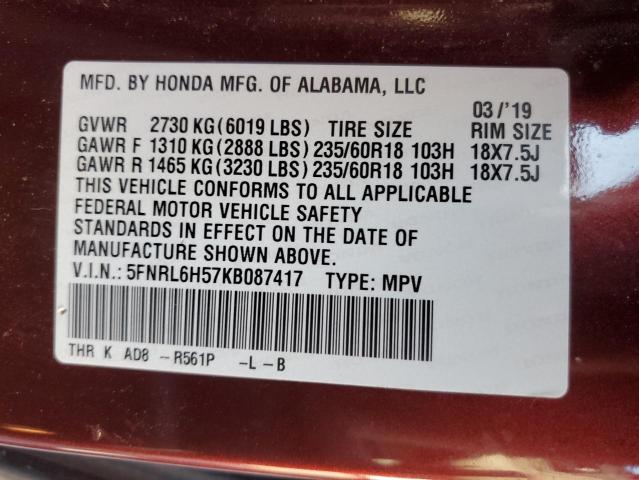 MFD. BY HONDA MFG. OF ALABAMA, LLC
03/'19
GVWR 2730 KG(6019 LBS) TIRE SIZE RIM SIZE
GAWR F 1310 KG(2888 LBS)235/60R18 103H 18X7.5J
GAWR R 1465 KG(3230 LBS)235/60R18 103H 18X7.5J
THIS VEHICLE CONFORMS TO ALL APPLICABLE
FEDERAL MOTOR VEHICLE SAFETY
STANDARDS IN EFFECT ON THE DATE OF
MANUFACTURE SHOWN ABOVE.
V.I.N.: 5FNRL6H57KB087417 TYPE: MPV
THR K AD8 -R561P -L-B